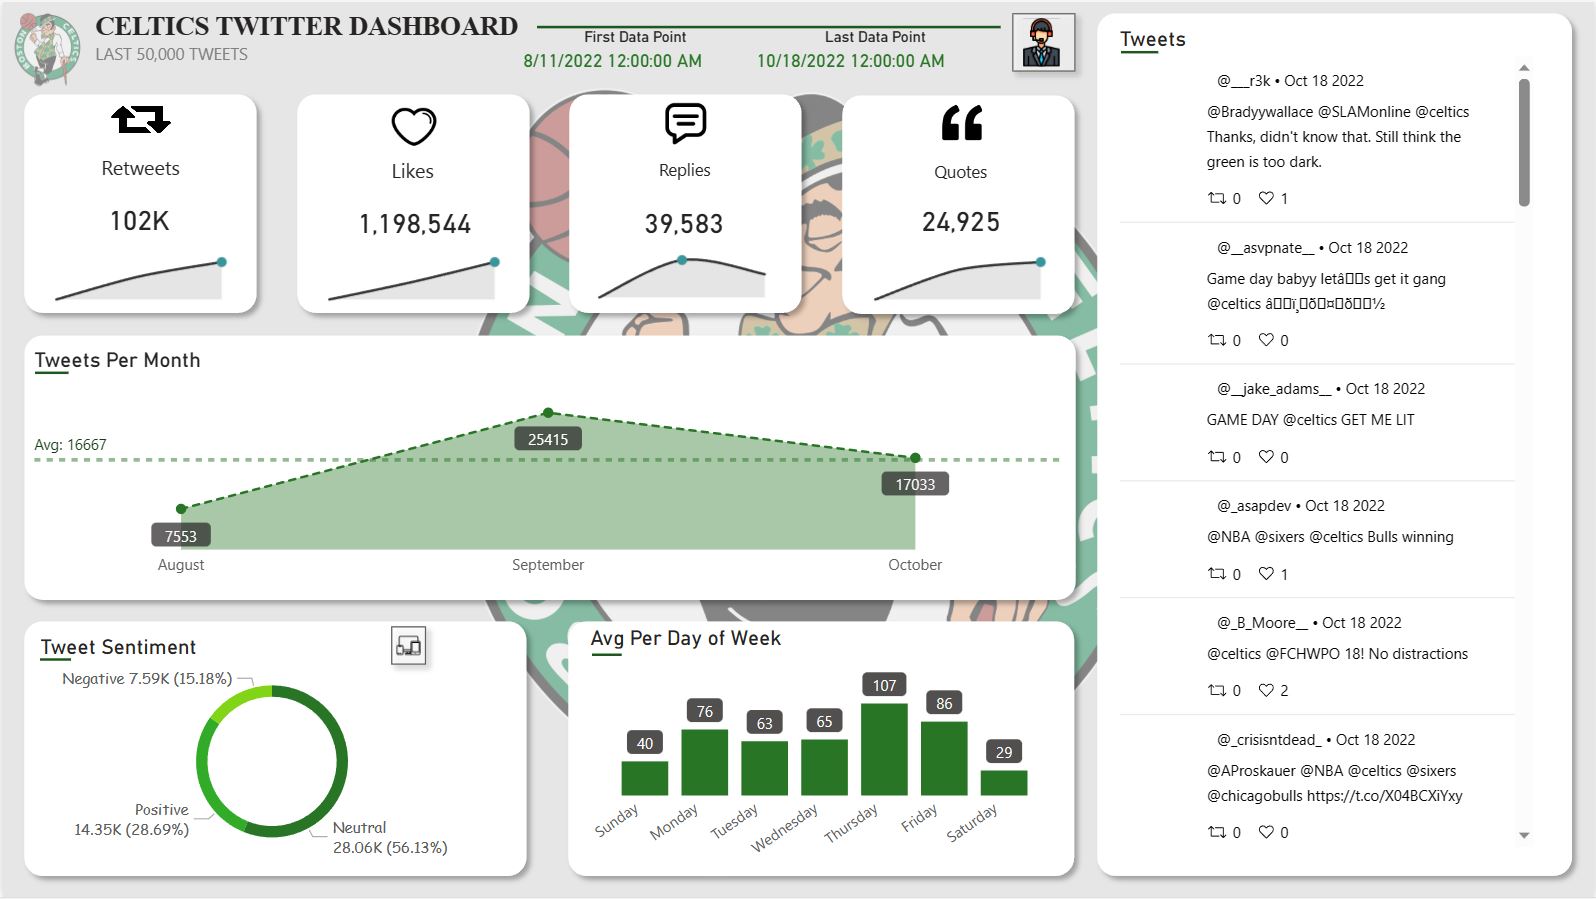 CELTICS TWITTER DASHBOARD
LAST 50,000 TWEETS
First Data Point
8/11/2022 12:00:00 AM
Last Data Point
10/18/2022 12:00:00 AM
Retweets
102K
Likes
1,198,544
Replies
39,583
Quotes
24,925
Tweets Per Month
Avg: 16667
7553
25415
17033
August
September
October
Tweet Sentiment
Negative 7.59K (15.18%)
Positive
14.35K (28.69%)
Neutral
28.06K (56.13%)
Avg Per Day of Week
40
76
63
65
107
86
29
Sunday
Monday
Tuesday
Wednesday
Thursday
Friday
Saturday
Tweets
@___r3k • Oct 18 2022
@Bradyywallace @SLAMonline @celtics
Thanks, didn't know that. Still think the
green is too dark.
0 1
@__asvpnate__ • Oct 18 2022
Game day babyy letâ▯▯s get it gang
@celtics
0 0
@__jake_adams__ • Oct 18 2022
GAME DAY @celtics GET ME LIT
0 0
@_asapdev • Oct 18 2022
@NBA @sixers @celtics Bulls winning
0 1
@_B_Moore__ • Oct 18 2022
@celtics @FCHWPO 18! No distractions
0 2
@_crisisntdead_ • Oct 18 2022
@AProskauer @NBA @celtics @sixers
@chicagobulls https://t.co/X04BCXiYxy
0 0